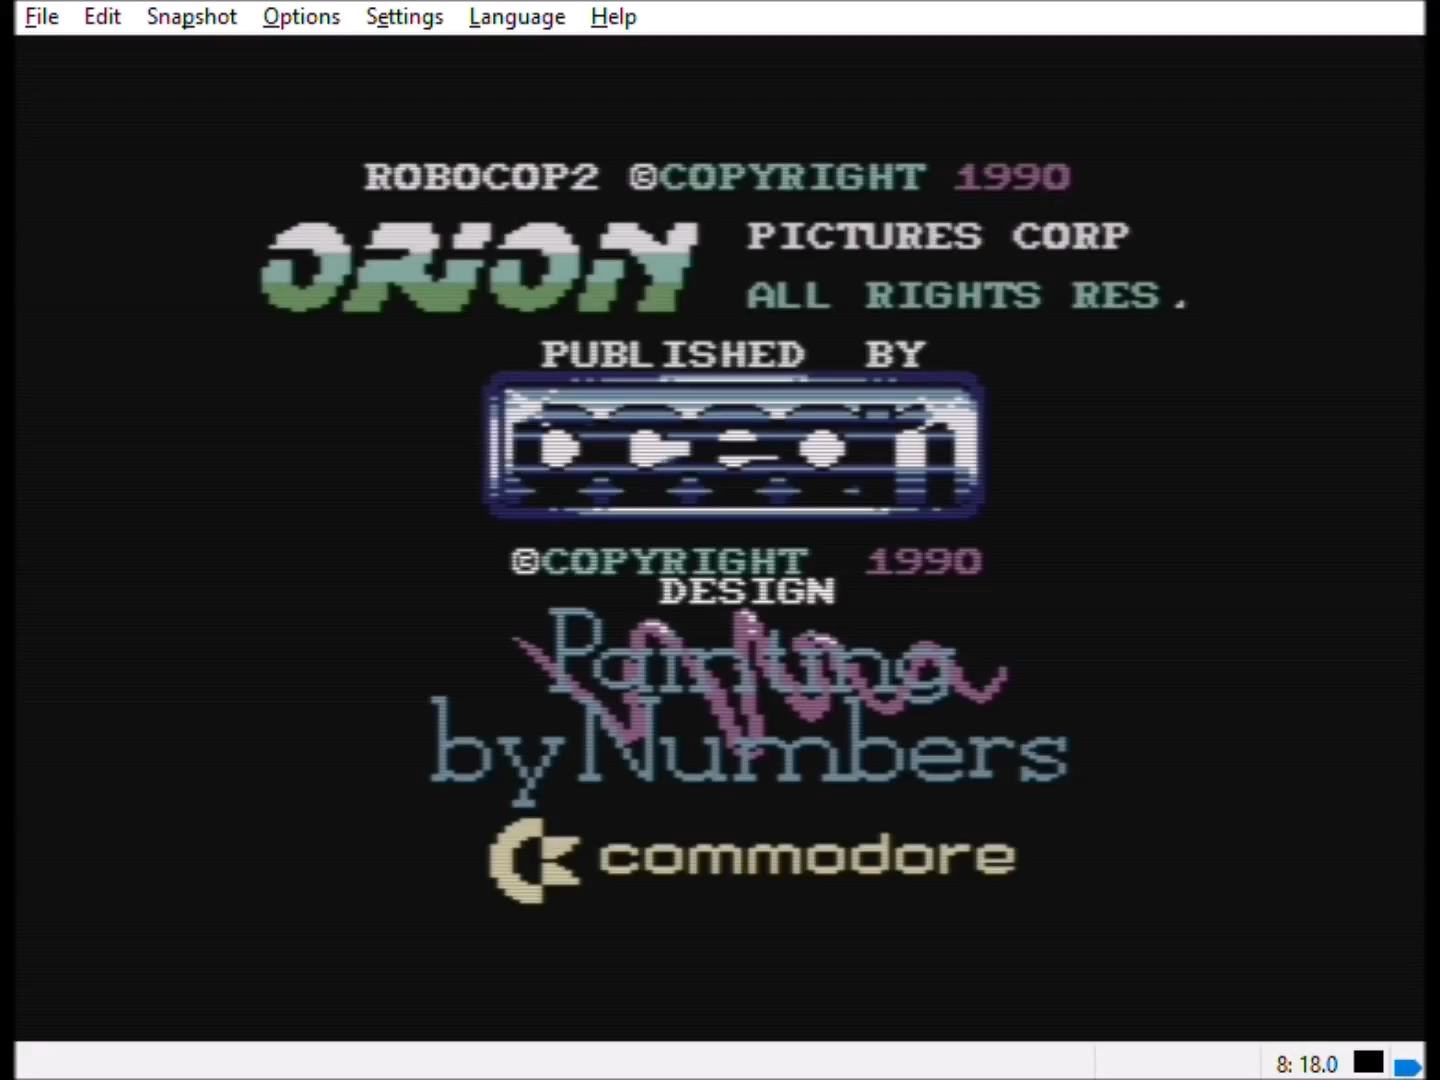 File Edit Snapshot Options Settings Language Help
ROBOCOP2 ©COPYRIGHT 1990
ORION PICTURES CORP
ALL RIGHTS RES.
PUBLISHED BY
©COPYRIGHT 1990
DESIGN
Painting
by Numbers
commodore
8: 18.0